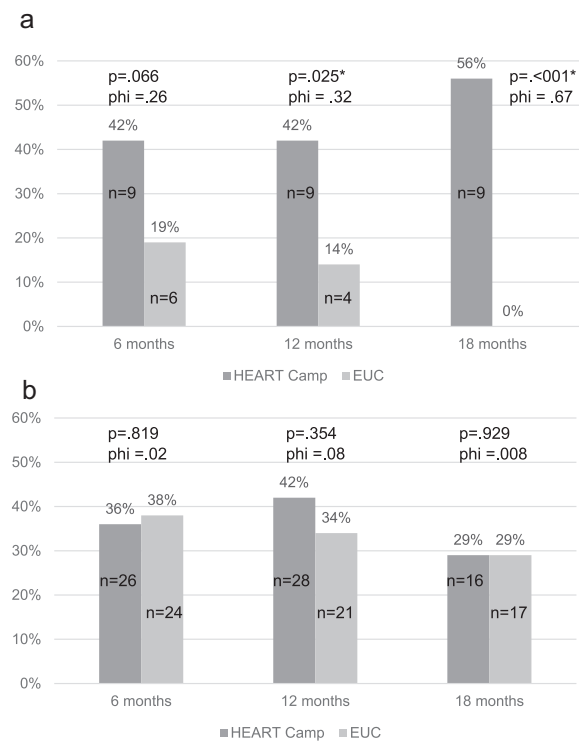 a
60%
50%
40%
30%
20%
10%
0%
p=.066
phi =.26
p=.025*
phi = .32
56%
p=.<001*
phi = .67
42%
19%
42%
14%
0%
n=9
n=6
n=9
n=4
n=9
6 months
12 months
18 months
HEART Camp
EUC
b
60%
50%
40%
30%
20%
10%
0%
p=.819
phi =.02
p=.354
phi =.08
p=.929
phi =.008
36%
38%
42%
34%
29%
29%
n=26
n=24
n=28
n=21
n=16
n=17
6 months
12 months
18 months
HEART Camp
EUC